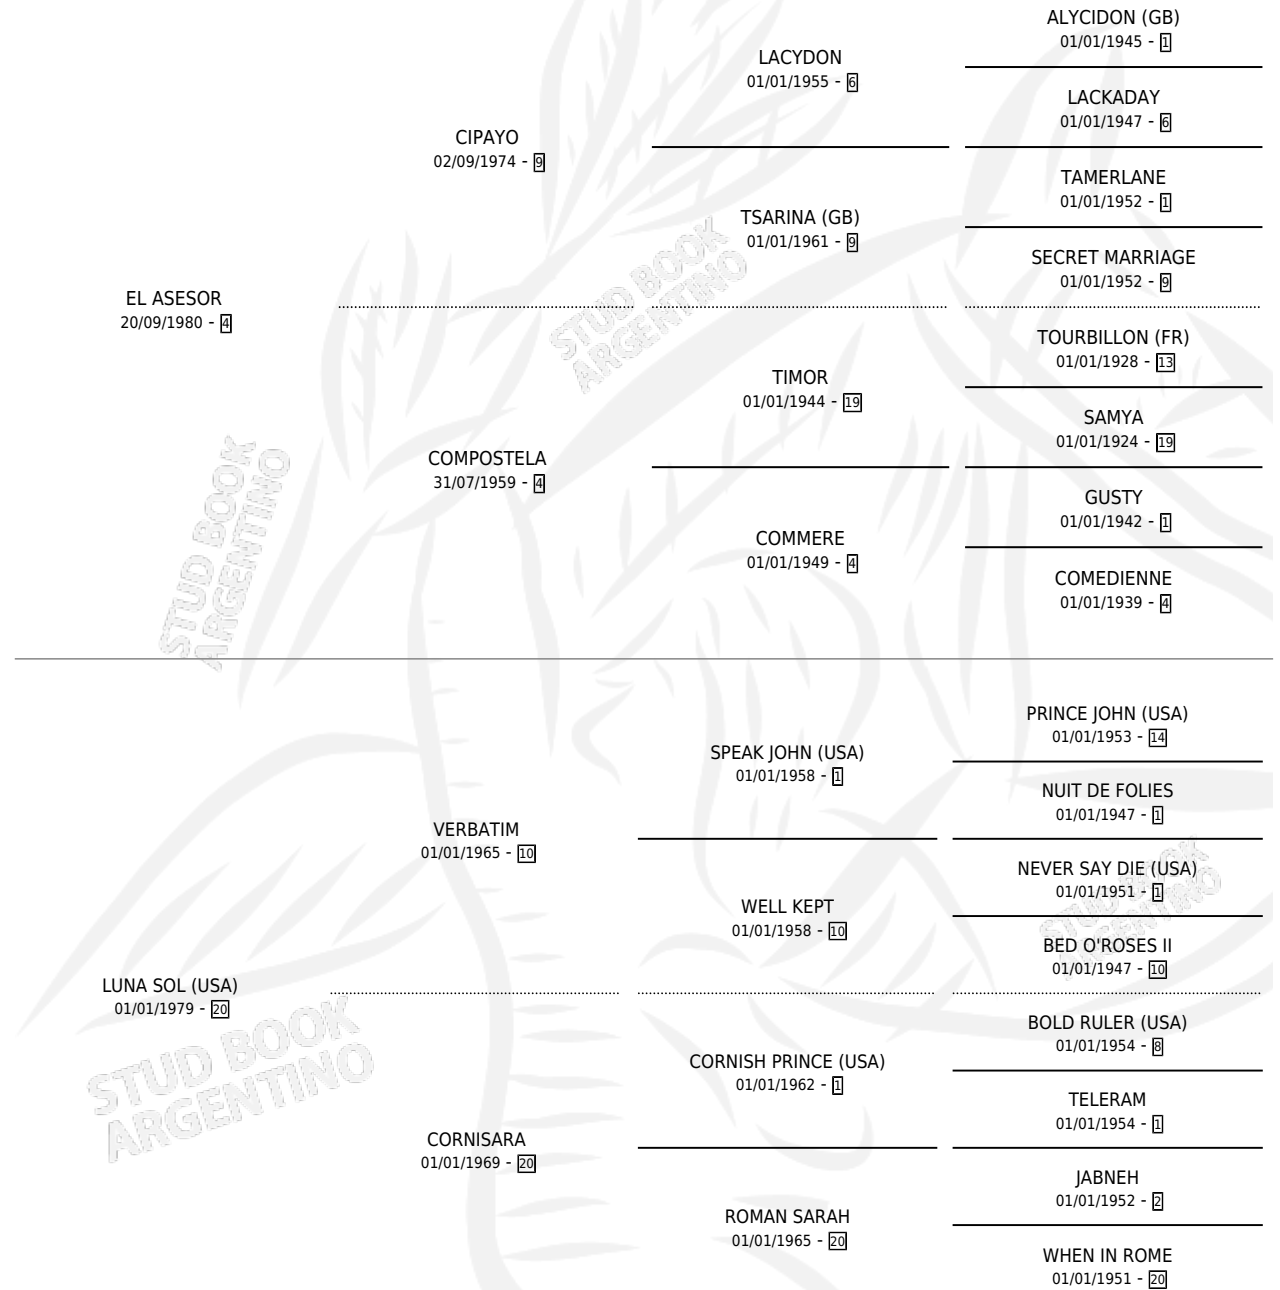 ALYCIDON (GB)
01/01/1945 - 1
LACYDON
01/01/1955 - 6
LACKADAY
01/01/1947 - 6
CIPAYO
02/09/1974 - 9
TAMERLANE
01/01/1952 - 1
TSARINA (GB)
01/01/1961 - 9
SECRET MARRIAGE
01/01/1952 - 9
EL ASESOR
20/09/1980 - 4
STUD BOOK
ARGENTINO
TOURBILLON (FR)
01/01/1928 - 13
TIMOR
01/01/1944 - 19
SAMYA
01/01/1924 - 19
COMPOSTELA
31/07/1959 - 4
GUSTY
01/01/1942 - 1
COMMERE
01/01/1949 - 4
COMEDIENNE
01/01/1939 - 4
STUD BOOK
ARGENTINO
PRINCE JOHN (USA)
01/01/1953 - 14
SPEAK JOHN (USA)
01/01/1958 - 1
NUIT DE FOLIES
01/01/1947 - 1
VERBATIM
01/01/1965 - 10
NEVER SAY DIE (USA)
01/01/1951 - 1
WELL KEPT
01/01/1958 - 10
STUD BOOK
ARGENTINO
BED O'ROSES II
01/01/1947 - 10
LUNA SOL (USA)
01/01/1979 - 20
BOLD RULER (USA)
01/01/1954 - 8
STUD BOOK
ARGENTINO
CORNISH PRINCE (USA)
01/01/1962 - 1
TELERAM
01/01/1954 - 1
CORNISARA
01/01/1969 - 20
JABNEH
01/01/1952 - 2
ROMAN SARAH
01/01/1965 - 20
WHEN IN ROME
01/01/1951 - 20